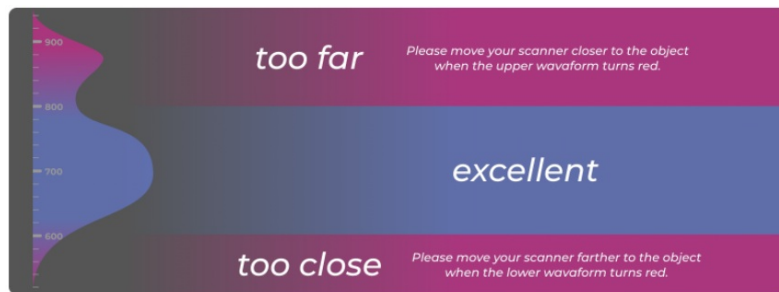 900
too far
Please move your scanner closer to the object
when the upper wavaform turns red.
800
700
excellent
600
too close
Please move your scanner farther to the object
when the lower waveform turns red.